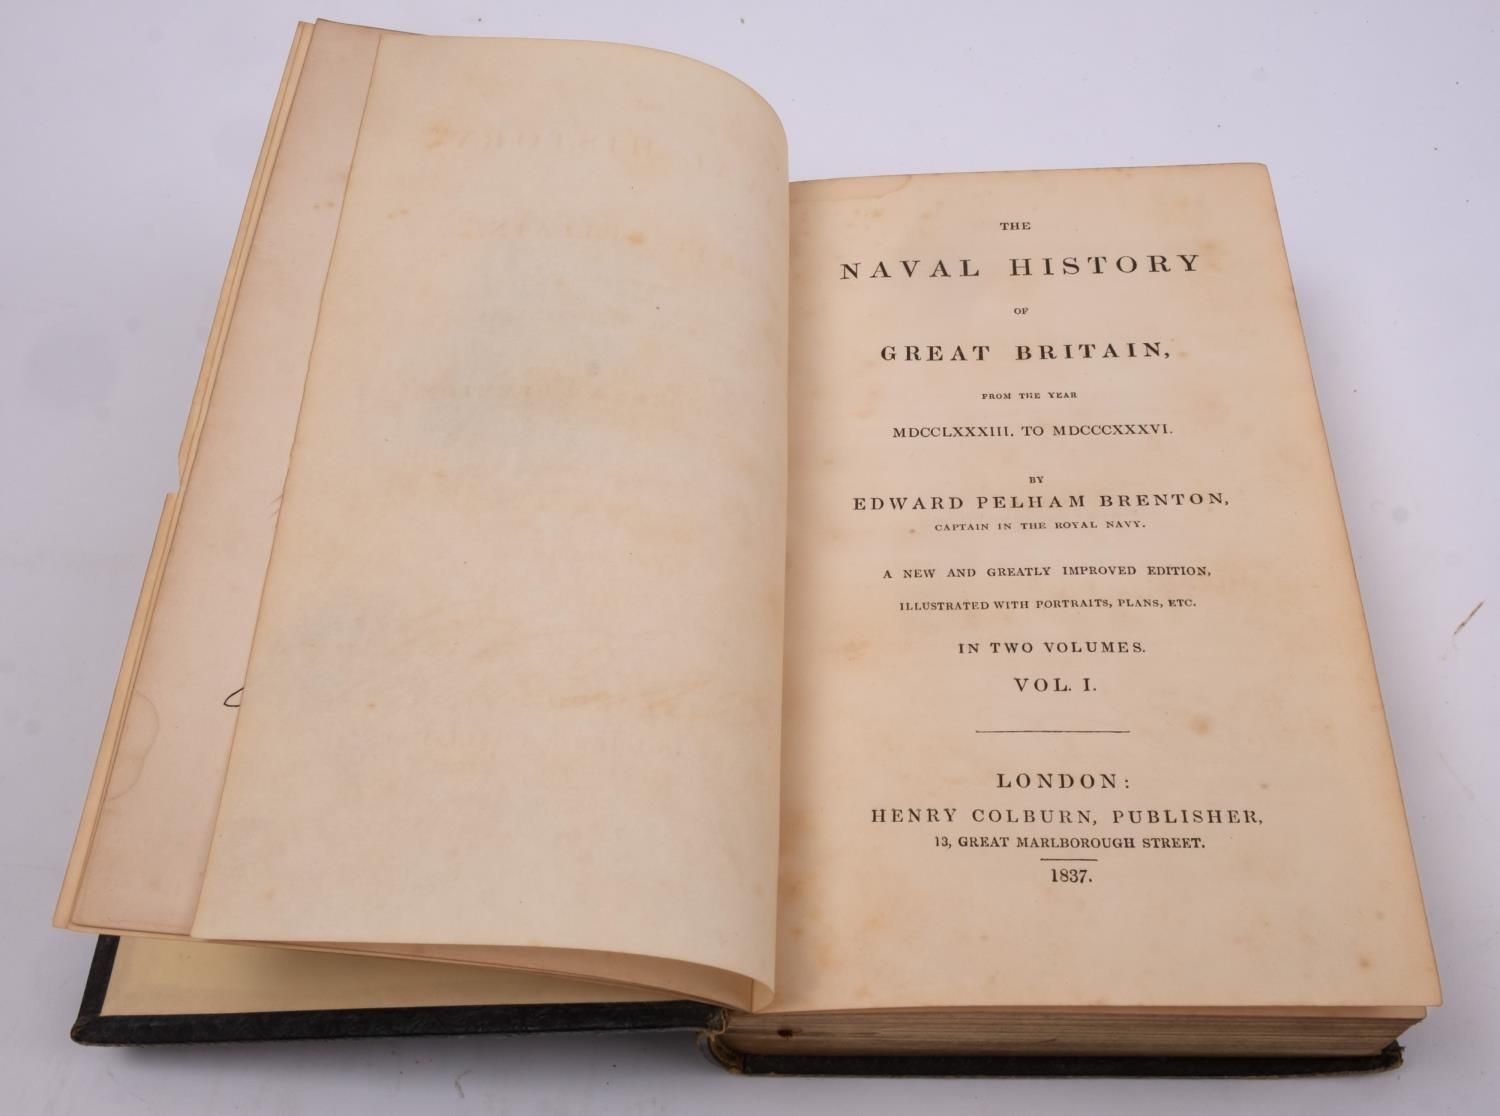 THE
NAVAL HISTORY
OF
GREAT BRITAIN,
FROM THE YEAR
MDCCLXXXIII. TO MDCCCXXXVI.
BY
EDWARD PELHAM BRENTON,
CAPTAIN IN THE ROYAL NAVY.
A NEW AND GREATLY IMPROVED EDITION,
ILLUSTRATED WITH PORTRAITS, PLANS, ETC.
IN TWO VOLUMES.
VOL. I.
LONDON:
HENRY COLBURN, PUBLISHER,
13, GREAT MARLBOROUGH STREET.
1837.